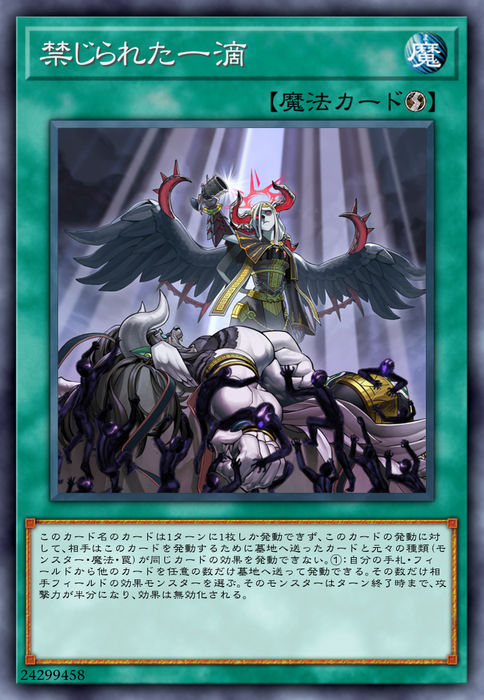 禁じられた一滴
魔
【魔法カード】
このカード名のカードは1ターンに1枚しか発動できず、このカードの発動に対
して、相手はこのカードを発動するために墓地へ送ったカードと元々の種類(モ
ンスター・魔法・罠)が同じカードの効果を発動できない。①:自分の手札・フィ
ールドから他のカードを任意の数だけ墓地へ送って発動できる。その数だけ相
手フィールドの効果モンスターを選ぶ。そのモンスターはターン終了時まで、攻
撃力が半分になり、効果は無効化される。
24299458